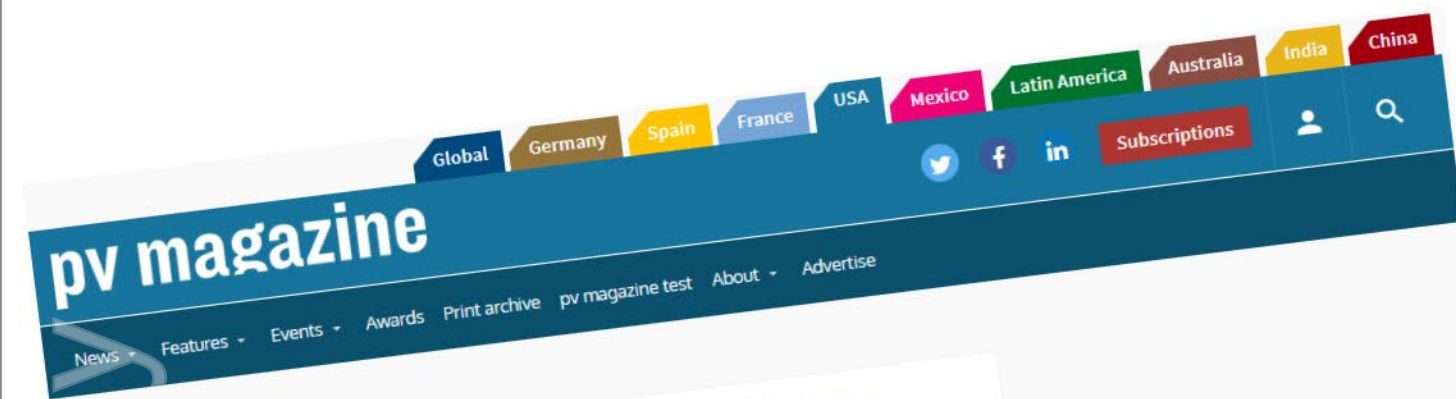 Global Germany Spain France USA Mexico Latin America Australia India China
pv magazine
in Subscriptions
News Features Events Awards Print archive pv magazine test About Advertise
y